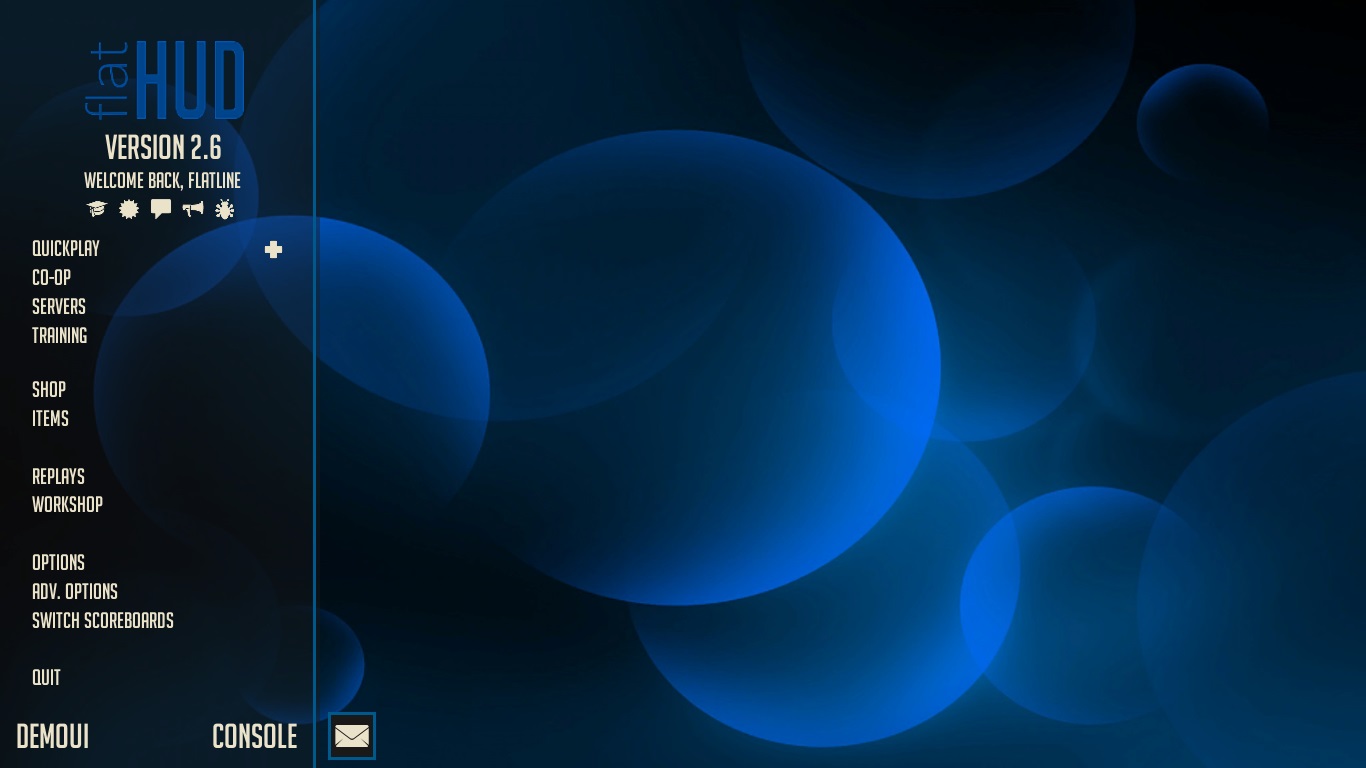 flat HUD
VERSION 2.6
WELCOME BACK, FLATLINE
QUICKPLAY
CO-OP
SERVERS
TRAINING
SHOP
ITEMS
REPLAYS
WORKSHOP
OPTIONS
ADV. OPTIONS
SWITCH SCOREBOARDS
QUIT
DEMOUI
CONSOLE